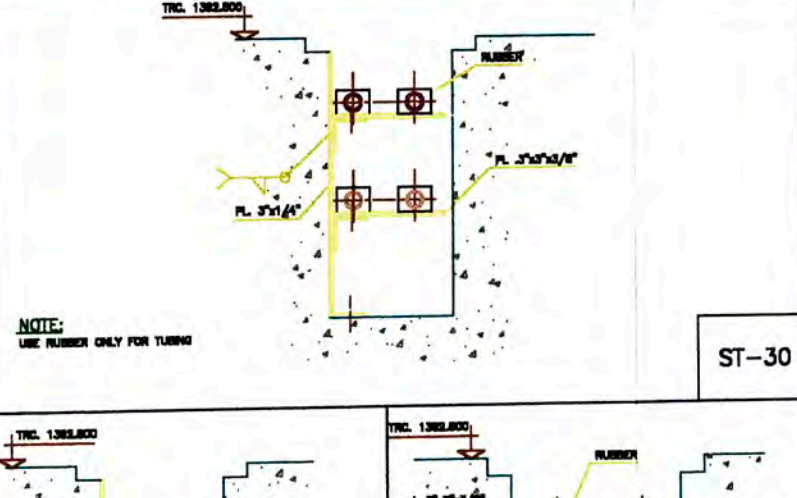 TRC. 1382.800
RUBBER
PL. 3"x3"x3/8"
PL. 3"x1/4"
NOTE:
USE RUBBER ONLY FOR TUBING
ST-30
TRC. 1382.800
TRC. 1382.800
RUBBER